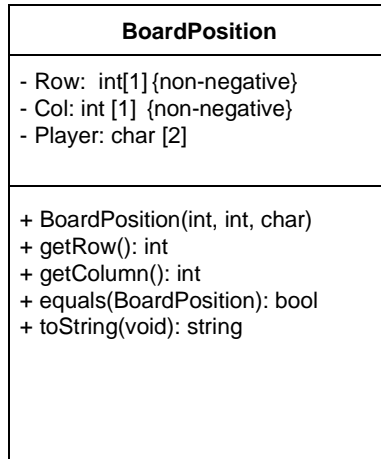 BoardPosition
- Row:  int[1] {non-negative}
- Col: int [1]  {non-negative}
- Player: char [2]
+ BoardPosition(int, int, char)
+ getRow(): int
+ getColumn(): int
+ equals(BoardPosition): bool
+ toString(void): string